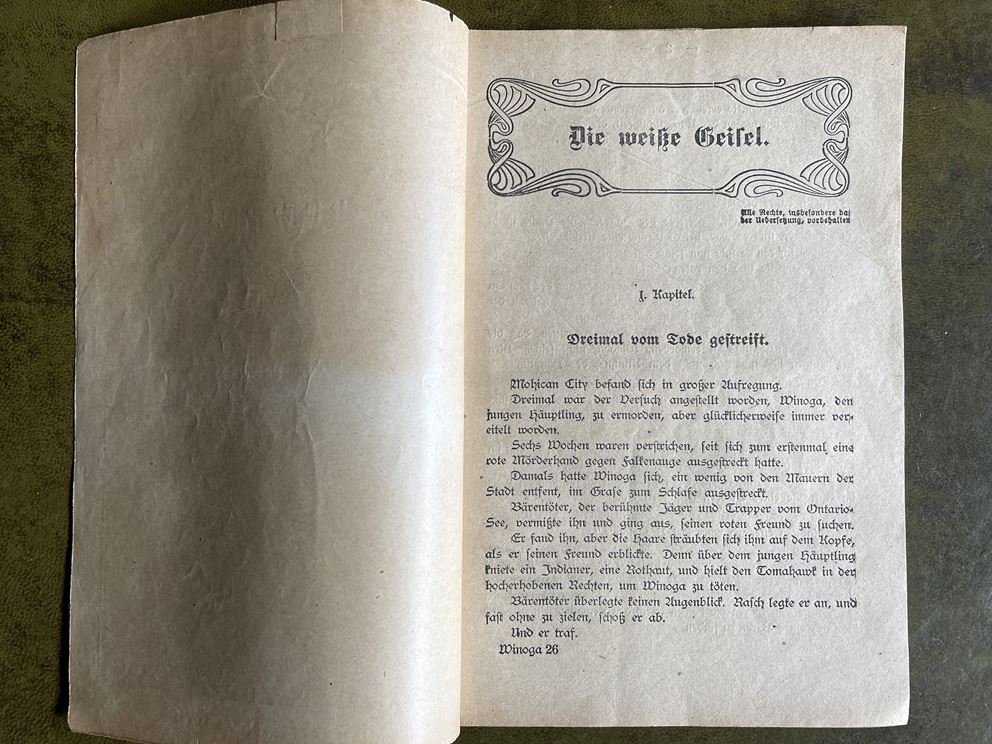 Die weiße Geisel.
Alle Rechte, insbesondere das
der Uebersetzung, vorbehalten
1. Kapitel.
Dreimal vom Tode gestreift.
Mohican City befand sich in großer Aufregung.
Dreimal war der Versuch angestellt worden, Winoga, den
jungen Häuptling, zu ermorden, aber glücklicherweise immer ver-
eitelt worden.
Sechs Wochen waren verstrichen, seit sich zum erstenmal eine
rote Mörderhand gegen Falkenauge ausgestreckt hatte.
Damals hatte Winoga sich, ein wenig von den Mauern der
Stadt entfent, im Grase zum Schlafe ausgestreckt.
Bärentöter, der berühmte Jäger und Trapper vom Ontario-
See, vermißte ihn und ging aus, seinen roten Freund zu suchen.
Er fand ihn, aber die Haare sträubten sich ihm auf dem Kopfe,
als er seinen Freund erblickte. Denn über dem jungen Häuptling
kniete ein Indianer, eine Rothaut, und hielt den Tomahawk in der
hocherhobenen Rechten, um Winoga zu töten.
Bärentöter überlegte keinen Augenblick. Rasch legte er an, und
fast ohne zu zielen, schoß er ab.
Und er traf.
Winoga 26